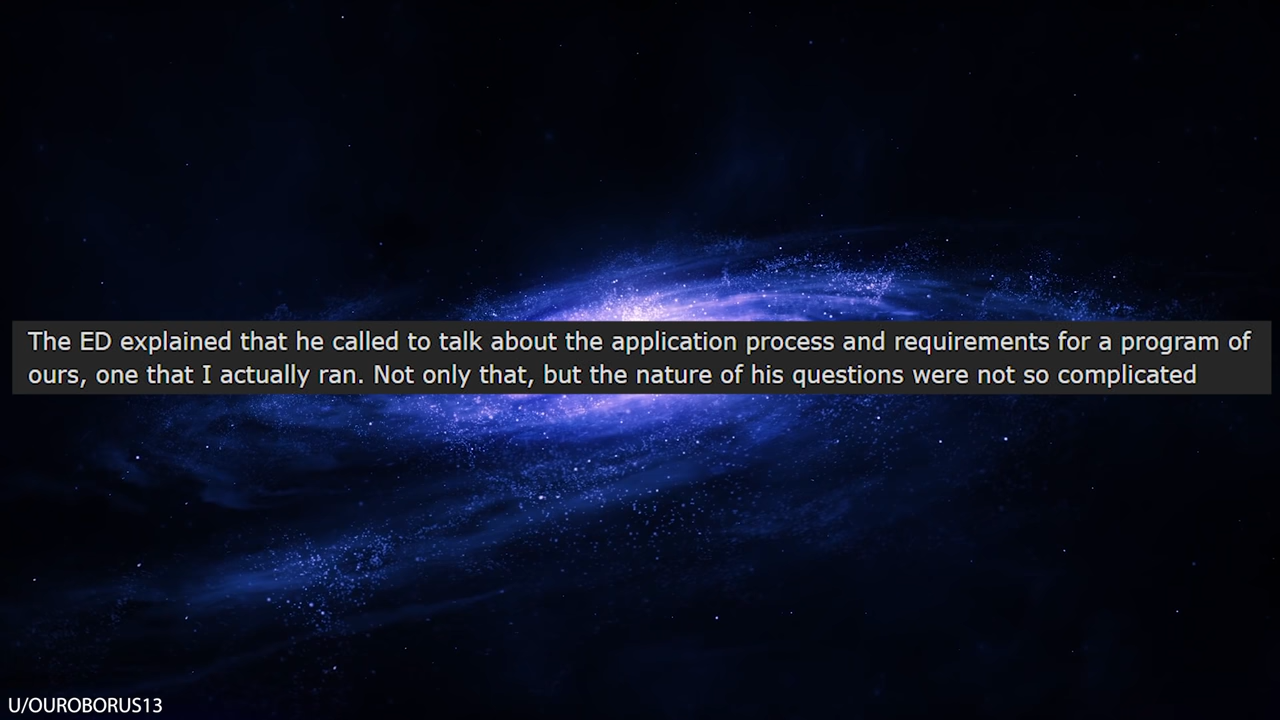 The ED explained that he called to talk about the application process and requirements for a program of
ours, one that I actually ran. Not only that, but the nature of his questions were not so complicated
U/OUROBORUS13